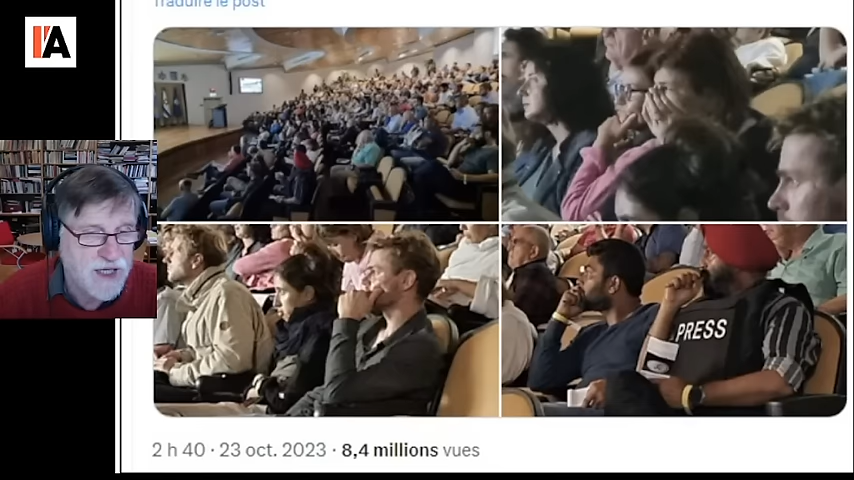 Traduire le post
IA
PRESS
2 h 40 · 23 oct. 2023 · 8,4 millions vues